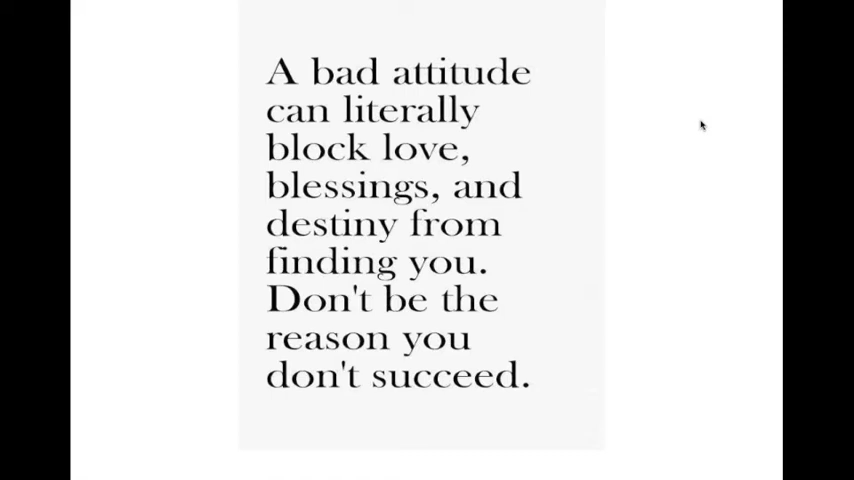 A bad attitude
can literally
block love,
blessings, and
destiny from
finding you.
Don't be the
reason you
don't succeed.